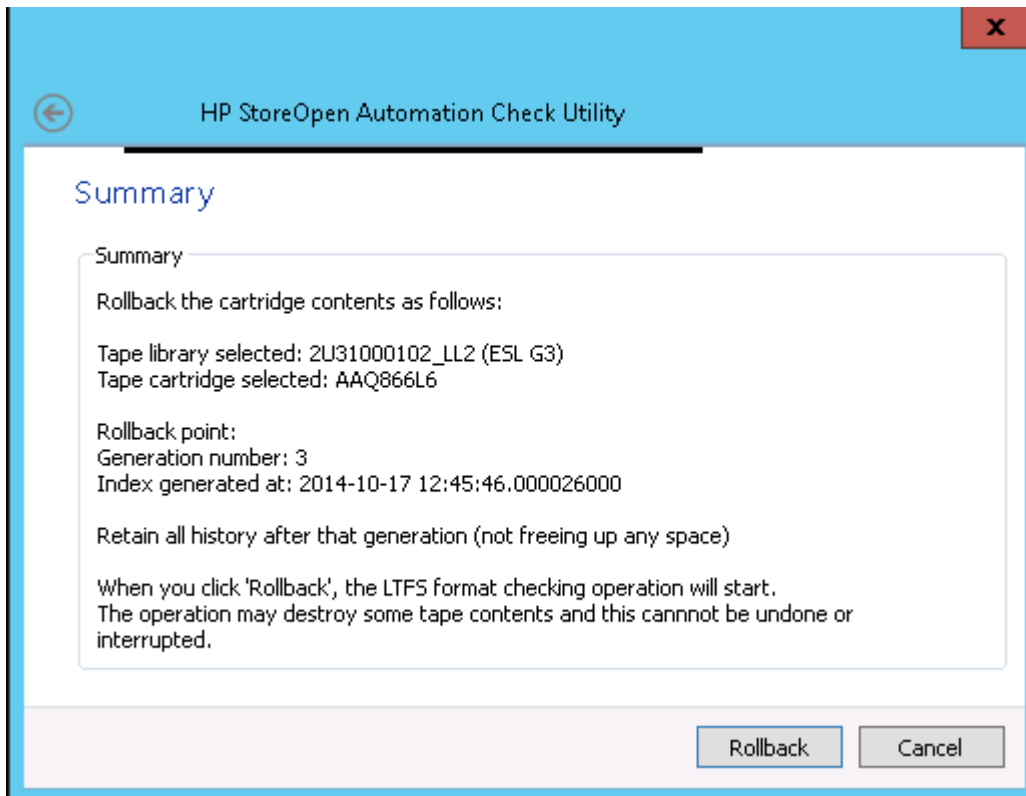 x
HP StoreOpen Automation Check Utility
Summary
Summary
Rollback the cartridge contents as follows:
Tape library selected: 2U31000102_LL2 (ESL G3)
Tape cartridge selected: AAQ866L6
Rollback point:
Generation number: 3
Index generated at: 2014-10-17 12:45:46.000026000
Retain all history after that generation (not freeing up any space)
When you click 'Rollback', the LTFS format checking operation will start.
The operation may destroy some tape contents and this cannnot be undone or
interrupted.
Rollback
Cancel